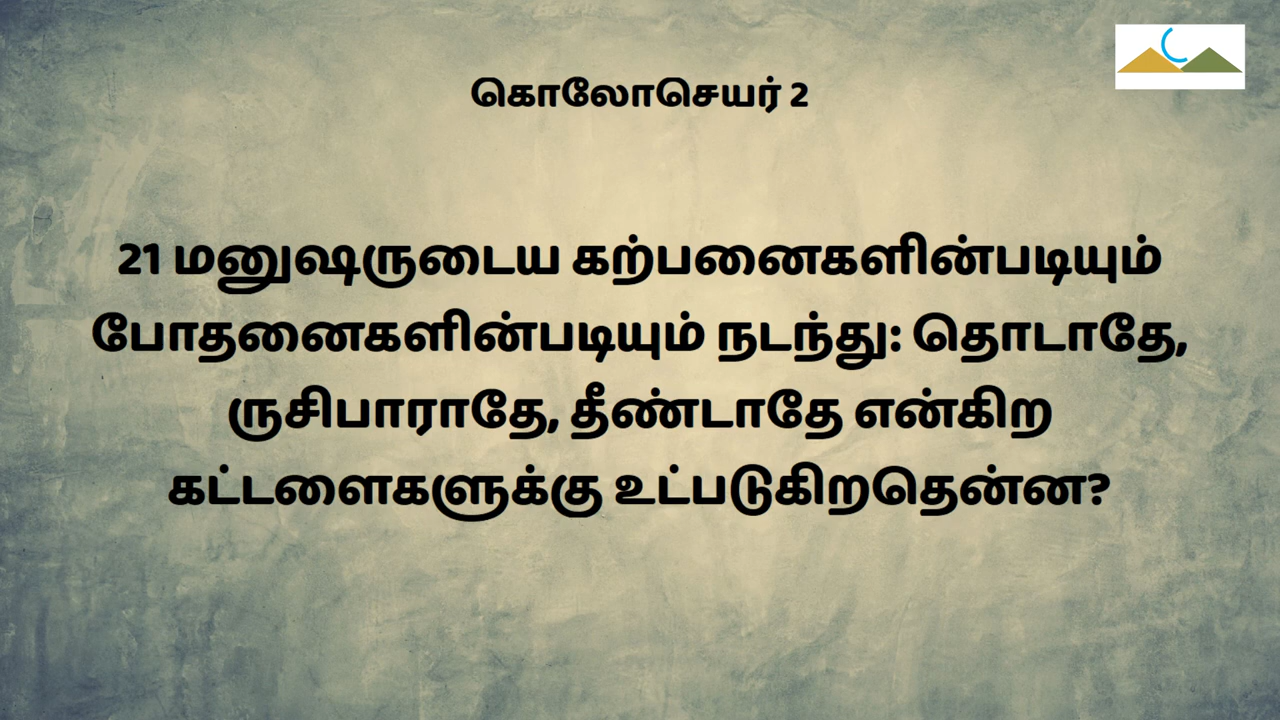 கொலோசெயர் 2
21 மனுஷருடைய கற்பனைகளின்படியும்
போதனைகளின்படியும் நடந்து: தொடாதே,
ருசிபாராதே, தீண்டாதே என்கிற
கட்டளைகளுக்கு உட்படுகிறதென்ன?